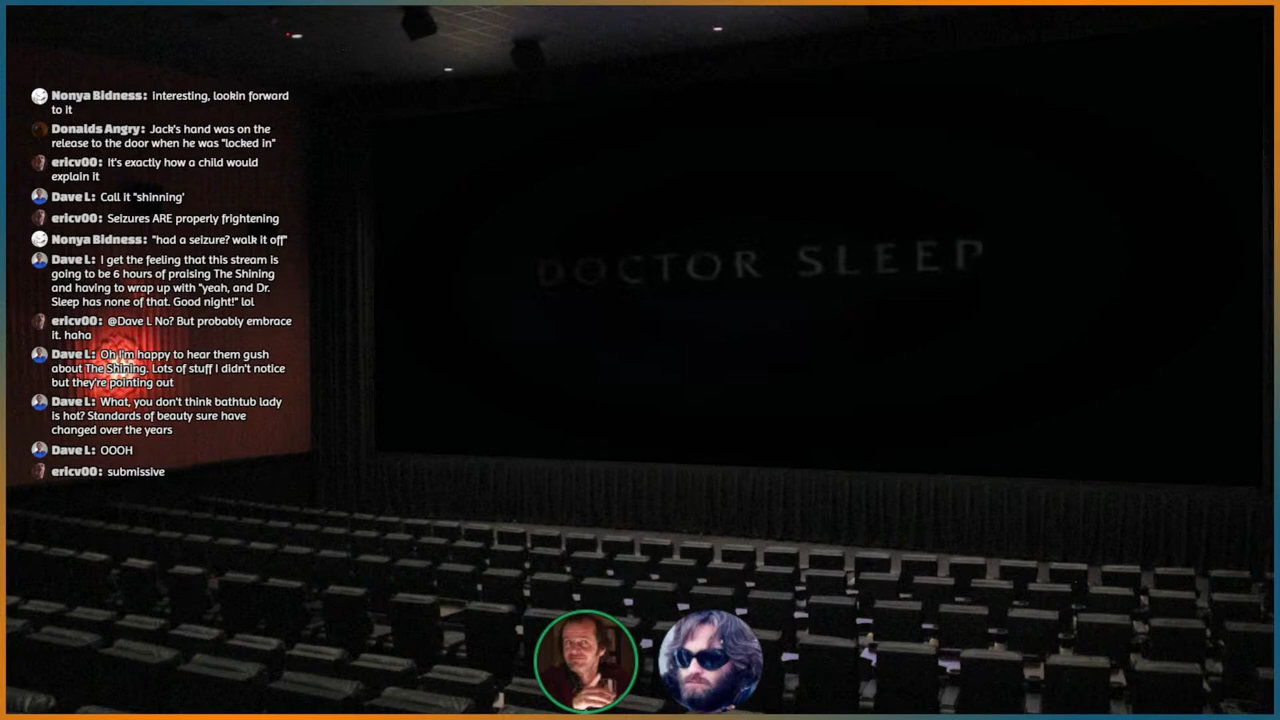 Nonya Bidness: interesting, lookin forward
to it
Donalds Angry: Jack's hand was on the
release to the door when he was "locked in"
ericv00: It's exactly how a child would
explain it
Dave L: Call it "shinning'
ericv00: Seizures ARE properly frightening
Nonya Bidness: "had a seizure? walk it off"
Dave L: I get the feeling that this stream is
going to be 6 hours of praising The Shining
and having to wrap up with "yeah, and Dr.
Sleep has none of that. Good night!" lol
ericv00: @Dave L No? But probably embrace
it. haha
Dave L: Oh I'm happy to hear them gush
about The Shining. Lots of stuff I didn't notice
but they're pointing out
Dave L: What, you don't think bathtub lady
is hot? Standards of beauty sure have
changed over the years
Dave L: OOOH
ericv00: submissive
DOCTOR SLEEP